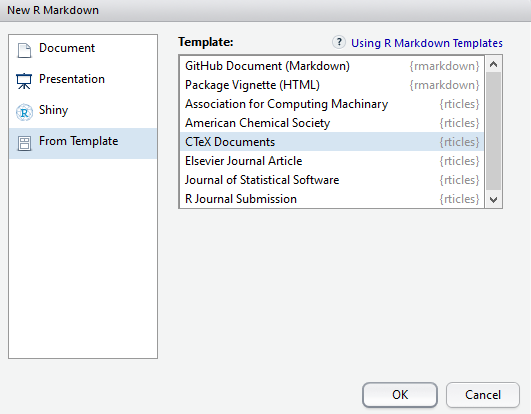 New R Markdown
Document
Presentation
Shiny
From Template
Template:
? Using R Markdown Templates
GitHub Document (Markdown) {rmarkdown}
Package Vignette (HTML) {rmarkdown}
Association for Computing Machinary {rticles}
American Chemical Society {rticles}
CTeX Documents {rticles}
Elsevier Journal Article {rticles}
Journal of Statistical Software {rticles}
R Journal Submission {rticles}
OK Cancel